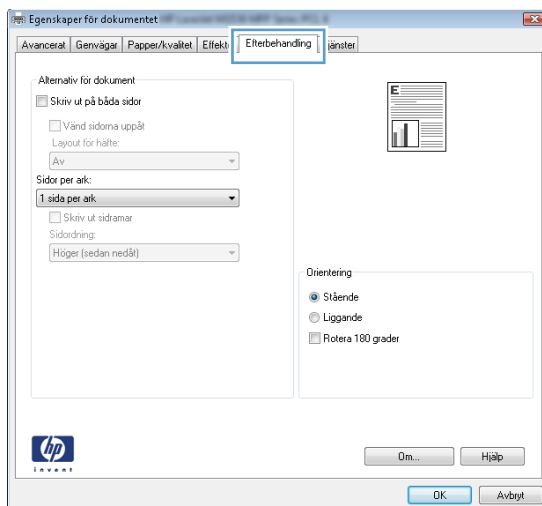 Egenskaper för dokumentet
Avancerat Genvägar Papper/kvalitet Effekt Efterbehandling jänster
Alternativ för dokument
Skriv ut på båda sidor
Vänd sidorna uppåt
Layout för häfte:
Av
Sidor per ark:
1 sida per ark
Skriv ut sidramar
Sidordning:
Höger (sedan nedåt)
E
Orientering
Stående
Liggande
Rotera 180 grader
hp
invent
Om... Hjälp
OK Avbryt